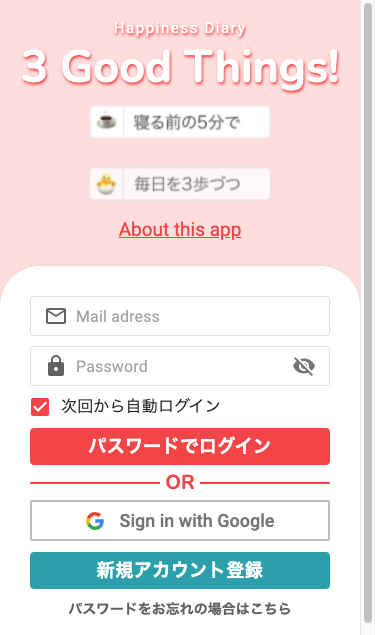 Happiness Diary
3 Good Things!
寝る前の5分で
毎日を3歩づつ
About this app
Mail adress
Password
次回から自動ログイン
パスワードでログイン
OR
Sign in with Google
新規アカウント登録
パスワードをお忘れの場合はこちら